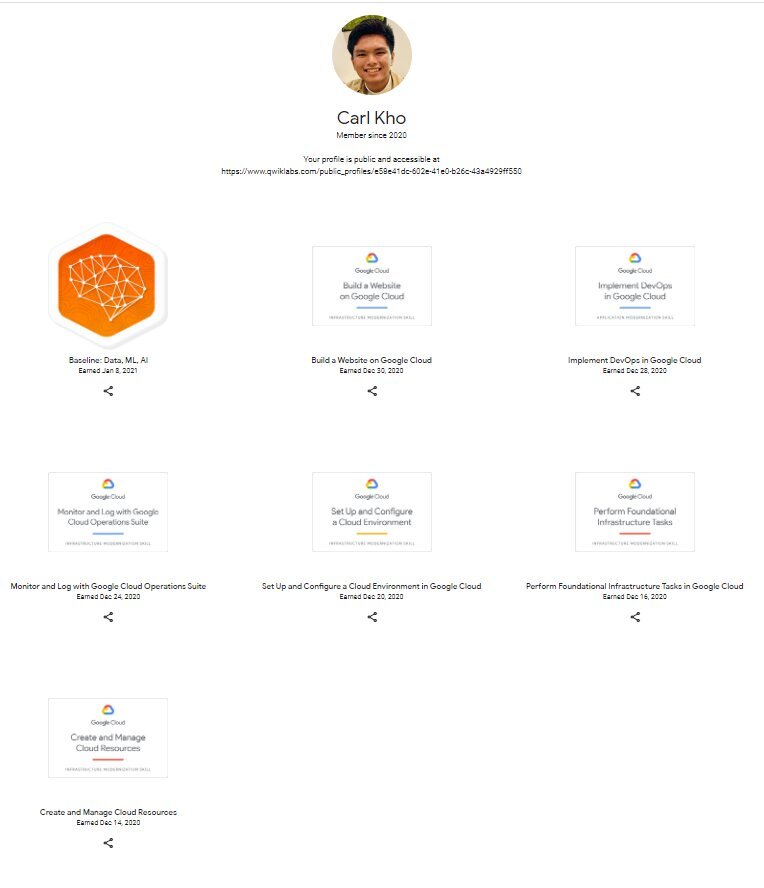 Carl Kho
Member since 2020
Your profile is public and accessible at
https://www.qwiklabs.com/public_profiles/e58e41dc-602e-41e0-b26c-43a4929ff550
Baseline: Data, ML, AI
Earned Jan 8, 2021
Google Cloud
Build a Website
on Google Cloud
INFRASTRUCTURE MODERNIZATION SKILL
Build a Website on Google Cloud
Earned Dec 30, 2020
Google Cloud
Implement DevOps
in Google Cloud
APPLICATION MODERNIZATION SKILL
Implement DevOps in Google Cloud
Earned Dec 28, 2020
Google Cloud
Monitor and Log with Google
Cloud Operations Suite
INFRASTRUCTURE MODERNIZATION SKILL
Monitor and Log with Google Cloud Operations Suite
Earned Dec 24, 2020
Google Cloud
Set Up and Configure
a Cloud Environment
INFRASTRUCTURE MODERNIZATION SKILL
Set Up and Configure a Cloud Environment in Google Cloud
Earned Dec 20, 2020
Google Cloud
Perform Foundational
Infrastructure Tasks
INFRASTRUCTURE MODERNIZATION SKILL
Perform Foundational Infrastructure Tasks in Google Cloud
Earned Dec 16, 2020
Google Cloud
Create and Manage
Cloud Resources
INFRASTRUCTURE MODERNIZATION SKILL
Create and Manage Cloud Resources
Earned Dec 14, 2020